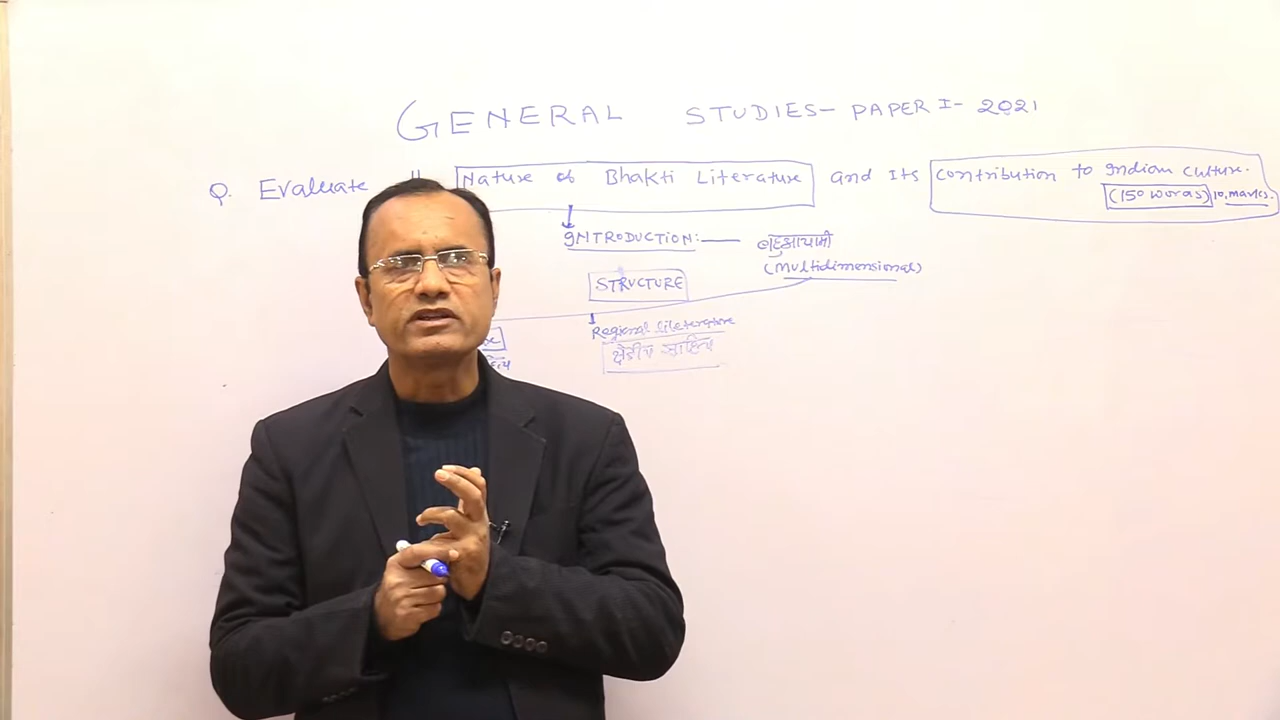 GENERAL STUDIES- PAPER I- 2021
Q. Evaluate Nature of Bhakti Literature and Its Contribution to Indian Culture.
(150 words) 10, marks.
INTRODUCTION:— बहुआयामी
(Multidimensional)
STRUCTURE
Regional literature
क्षेत्रीय साहित्य